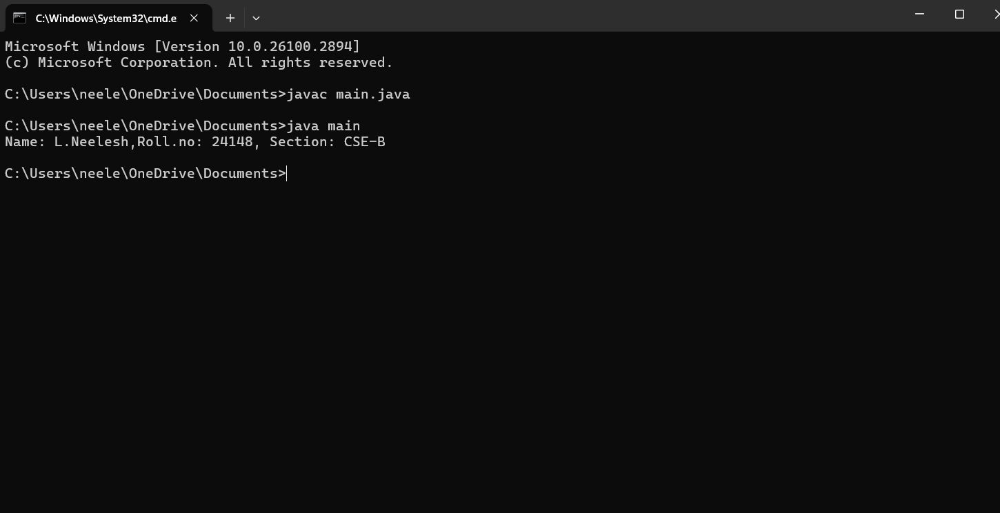 C:\Windows\System32\cmd.e
Microsoft Windows [Version 10.0.26100.2894]
(c) Microsoft Corporation. All rights reserved.
C:\Users\neele\OneDrive\Documents>javac main.java
C:\Users\neele\OneDrive\Documents>java main
Name: L.Neelesh,Roll.no: 24148, Section: CSE-B
C:\Users\neele\OneDrive\Documents>